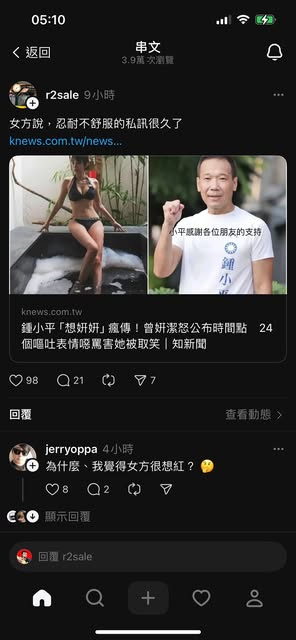 05:10
返回
串文
3.9萬 次瀏覽
r2sale 9小時
女方說，忍耐不舒服的私訊很久了
knews.com.tw/news…
小平感謝各位朋友的支持
鍾小平
knews.com.tw
鍾小平「想妍妍」瘋傳！曾妍潔怒公布時間點 24
個嘔吐表情噁罵害她被取笑｜知新聞
98 21 7
回覆
查看動態
jerryoppa 4小時
為什麼、我覺得女方很想紅？🤔
8 2
顯示回覆
回覆 r2sale